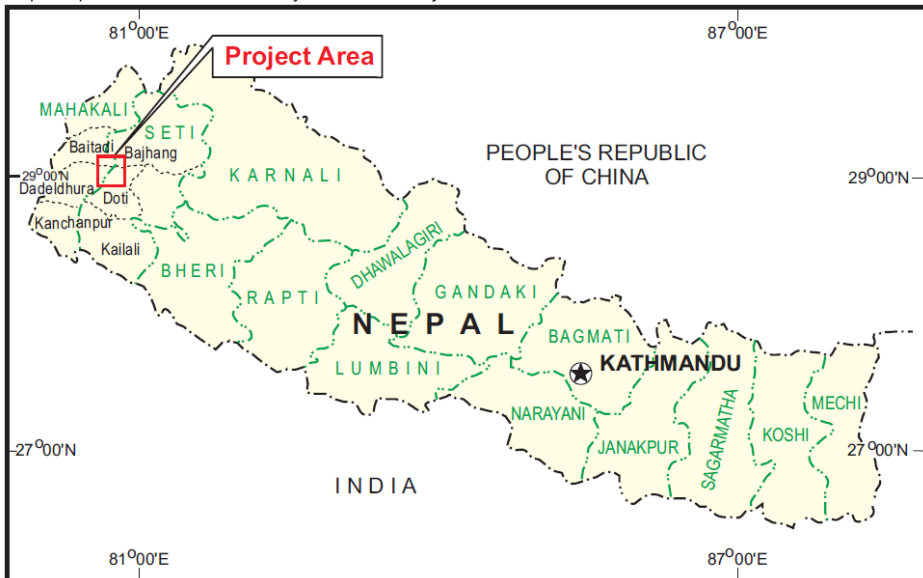 81°00'E
87°00'E
Project Area
MAHAKALI
SETI
Baitadi
Bajhang
PEOPLE'S REPUBLIC
OF CHINA
29°00'N
29°00'N
KARNALI
Dadeldhura
Doti
Kanchanpur
Kailali
BHERI
DHAWALAGIRI
RAPTI
GANDAKI
NEPAL
BAGMATI
LUMBINI
KATHMANDU
NARAYANI
MECHI
SAGARMATHA
KOSHI
JANAKPUR
27°00'N
27°00'N
INDIA
81°00'E
87°00'E